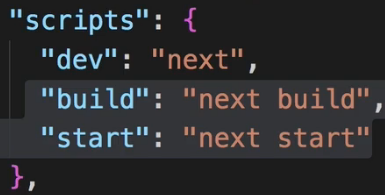 "scripts": {
"dev": "next",
"build": "next build",
"start": "next start"
},